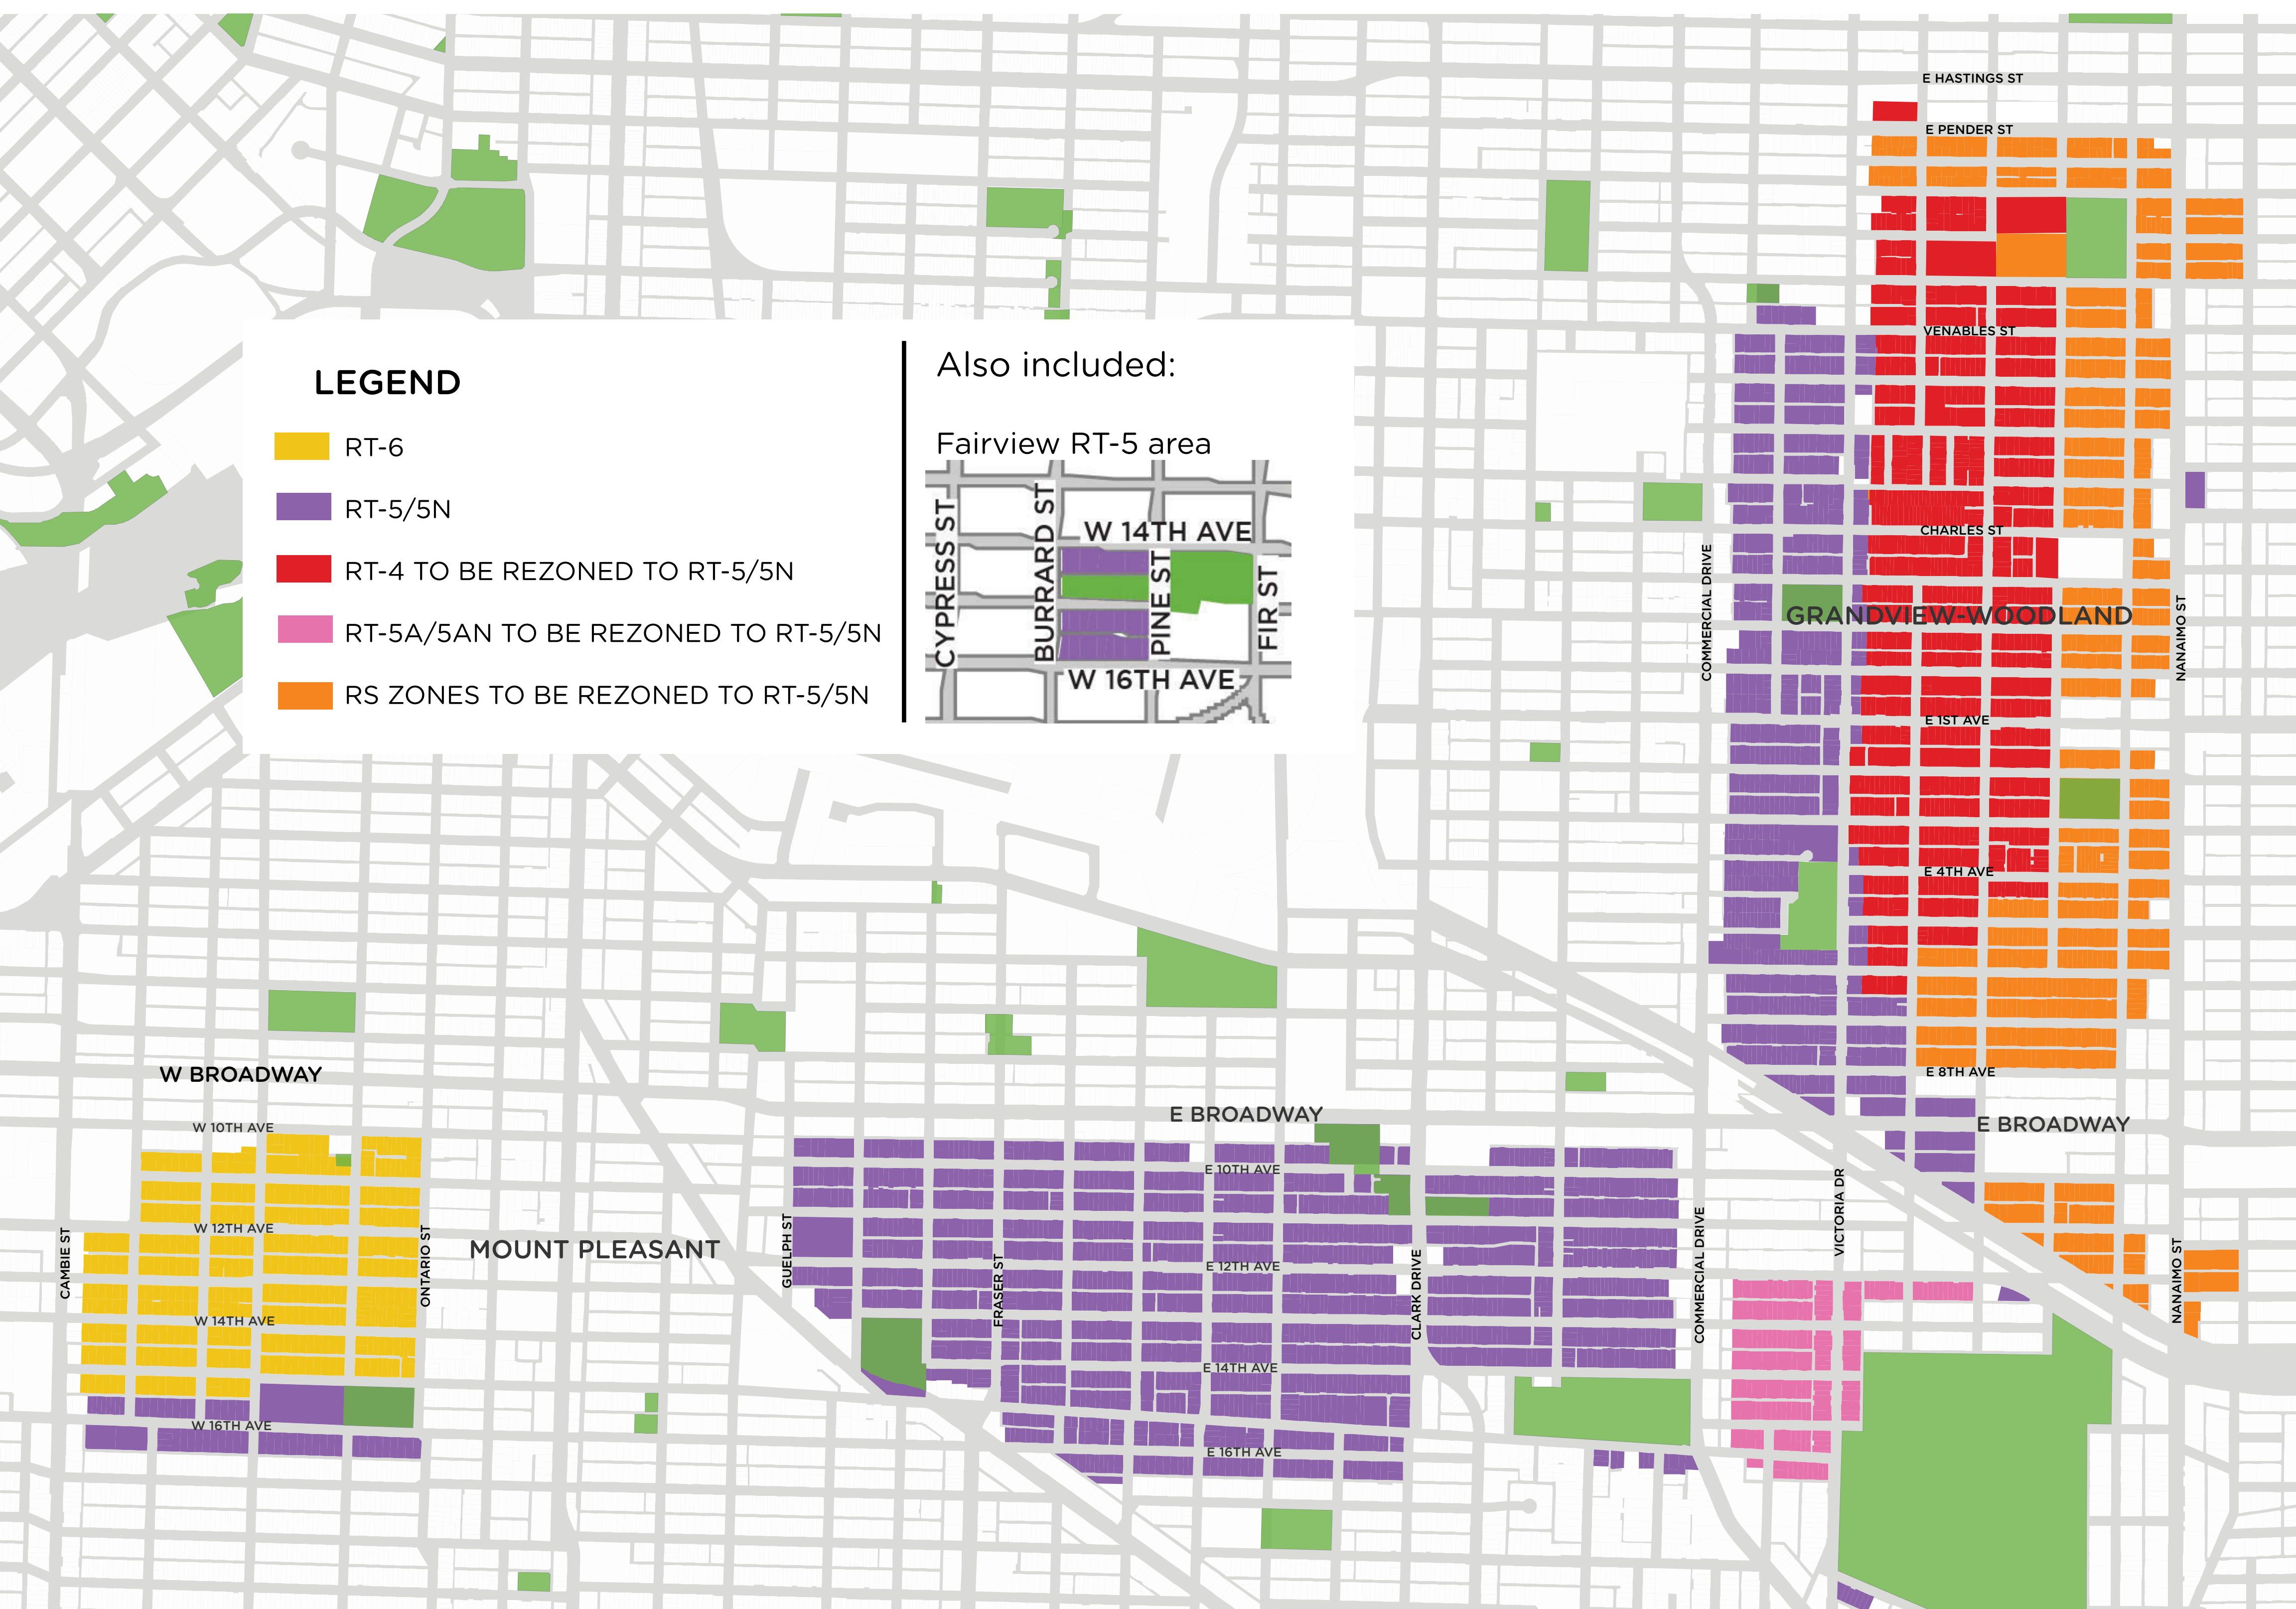 E HASTINGS ST
E PENDER ST
VENABLES ST
LEGEND
RT-6
RT-5/5N
RT-4 TO BE REZONED TO RT-5/5N
RT-5A/5AN TO BE REZONED TO RT-5/5N
RS ZONES TO BE REZONED TO RT-5/5N
Also included:
Fairview RT-5 area
W 14TH AVE
CYPRESS ST
BURRARD ST
PINE ST
FIR ST
W 16TH AVE
CHARLES ST
COMMERCIAL DRIVE
GRANDVIEW-WOODLAND
NANAIMO ST
E 1ST AVE
E 4TH AVE
E 8TH AVE
W BROADWAY
E BROADWAY
E BROADWAY
W 10TH AVE
E 10TH AVE
W 12TH AVE
CAMBIE ST
ONTARIO ST
MOUNT PLEASANT
GUELPH ST
FRASER ST
E 12TH AVE
CLARK DRIVE
COMMERCIAL DRIVE
VICTORIA DR
NANAIMO ST
W 14TH AVE
E 14TH AVE
W 16TH AVE
E 16TH AVE